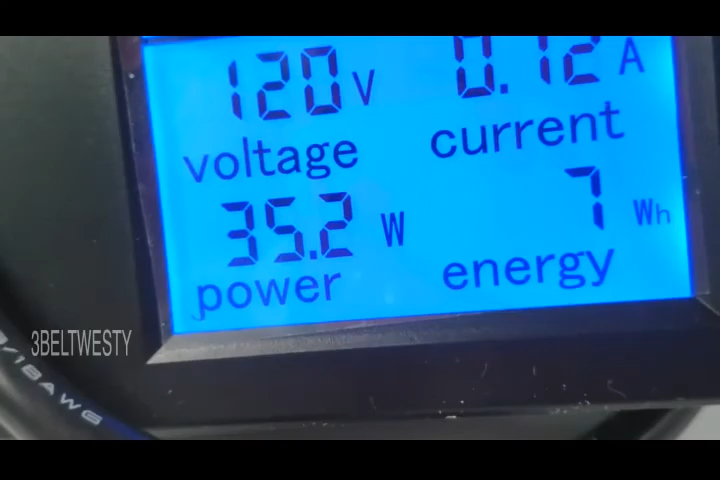 120 V 0.12 A
voltage current
35.2 W 7 Wh
power energy
3BELTWESTY
/18AWG